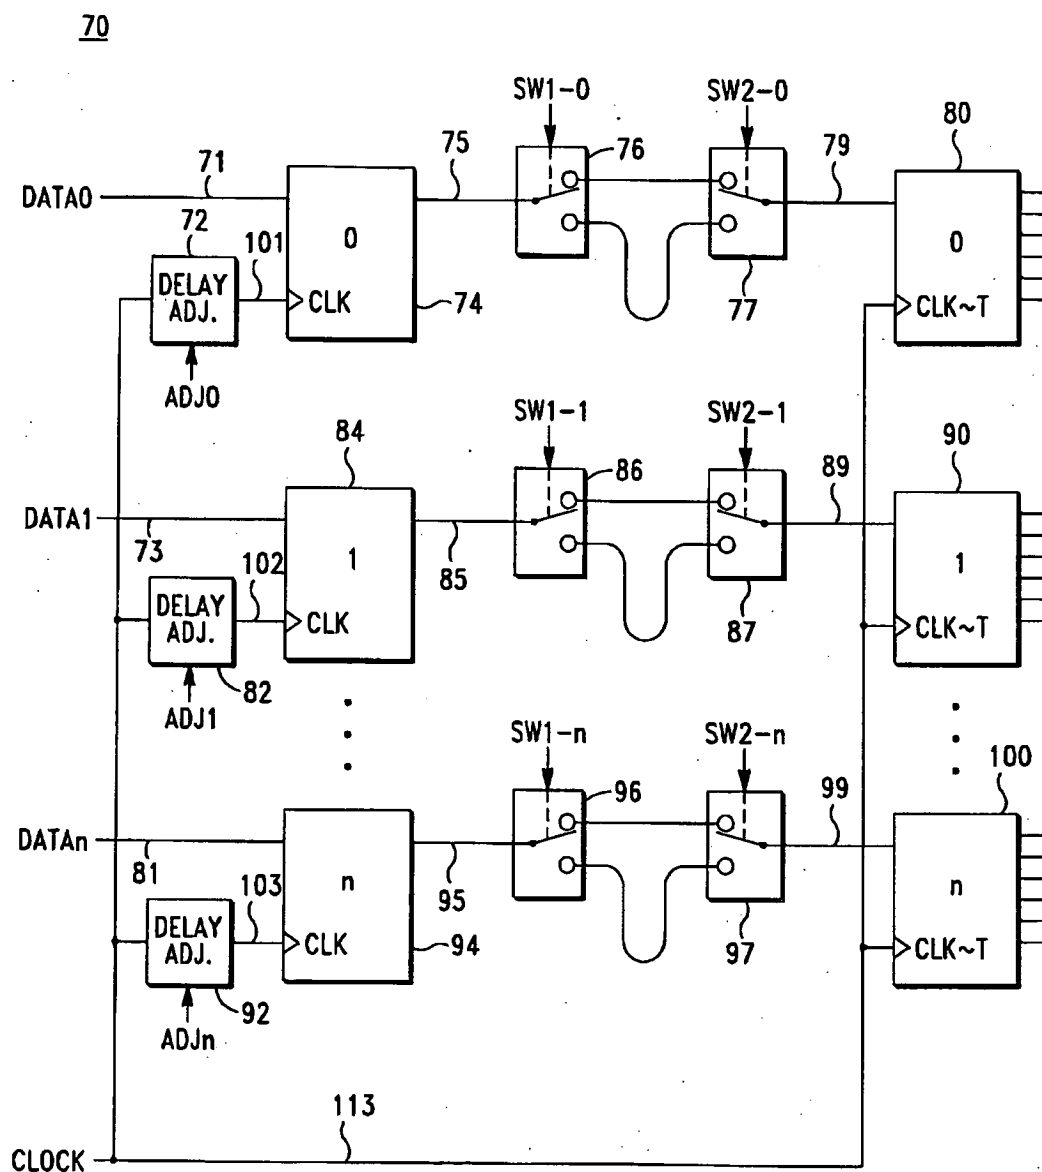 70
SW1-0
SW2-0
80
75
76
79
71
DATA0
72
101
0
0
DELAY
ADJ.
CLK
74
77
CLK~T
ADJ0
SW1-1
SW2-1
84
86
89
90
DATA1
73
102
1
85
1
DELAY
ADJ.
CLK
87
CLK~T
82
ADJ1
SW1-n
SW2-n
96
99
100
DATAn
81
103
n
95
n
DELAY
ADJ.
CLK
94
97
CLK~T
92
ADJn
113
CLOCK